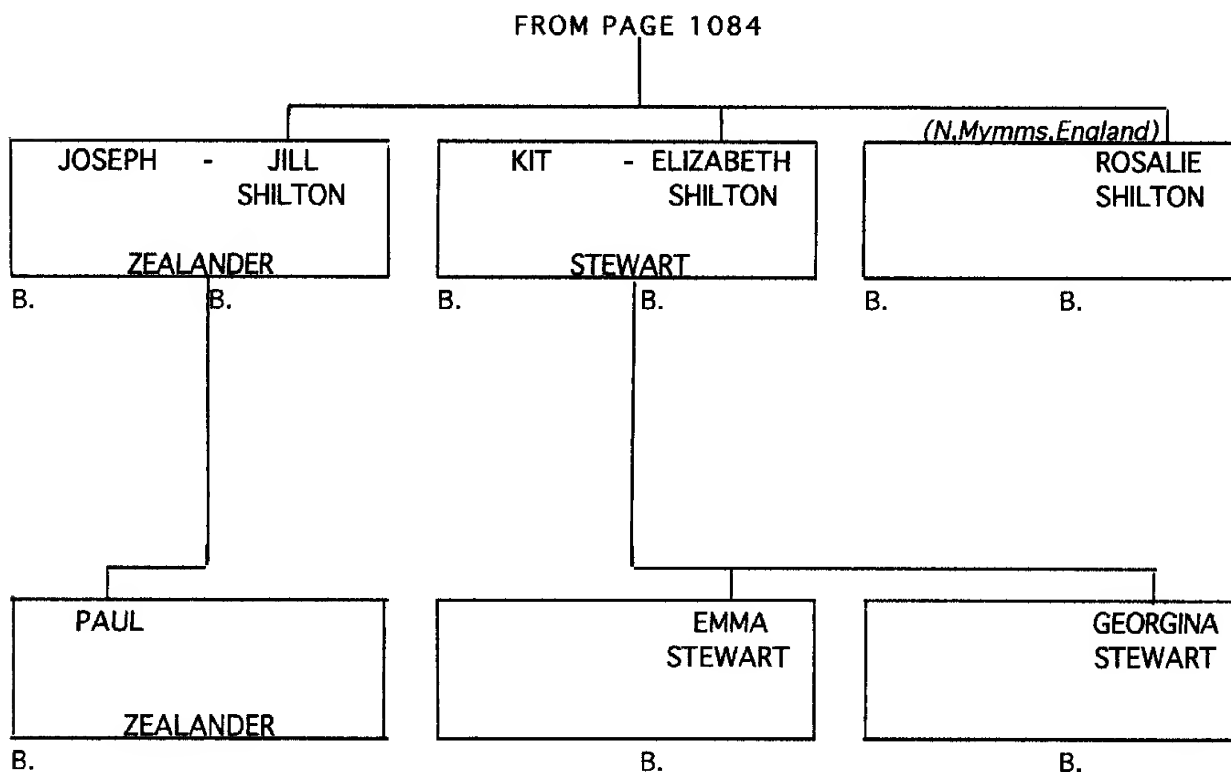 FROM PAGE 1084
(N,Mymms,England)
JOSEPH - JILL
SHILTON
ZEALANDER
B. B.
KIT - ELIZABETH
SHILTON
STEWART
B. B.
ROSALIE
SHILTON
B. B.
PAUL
ZEALANDER
B.
EMMA
STEWART
B.
GEORGINA
STEWART
B.